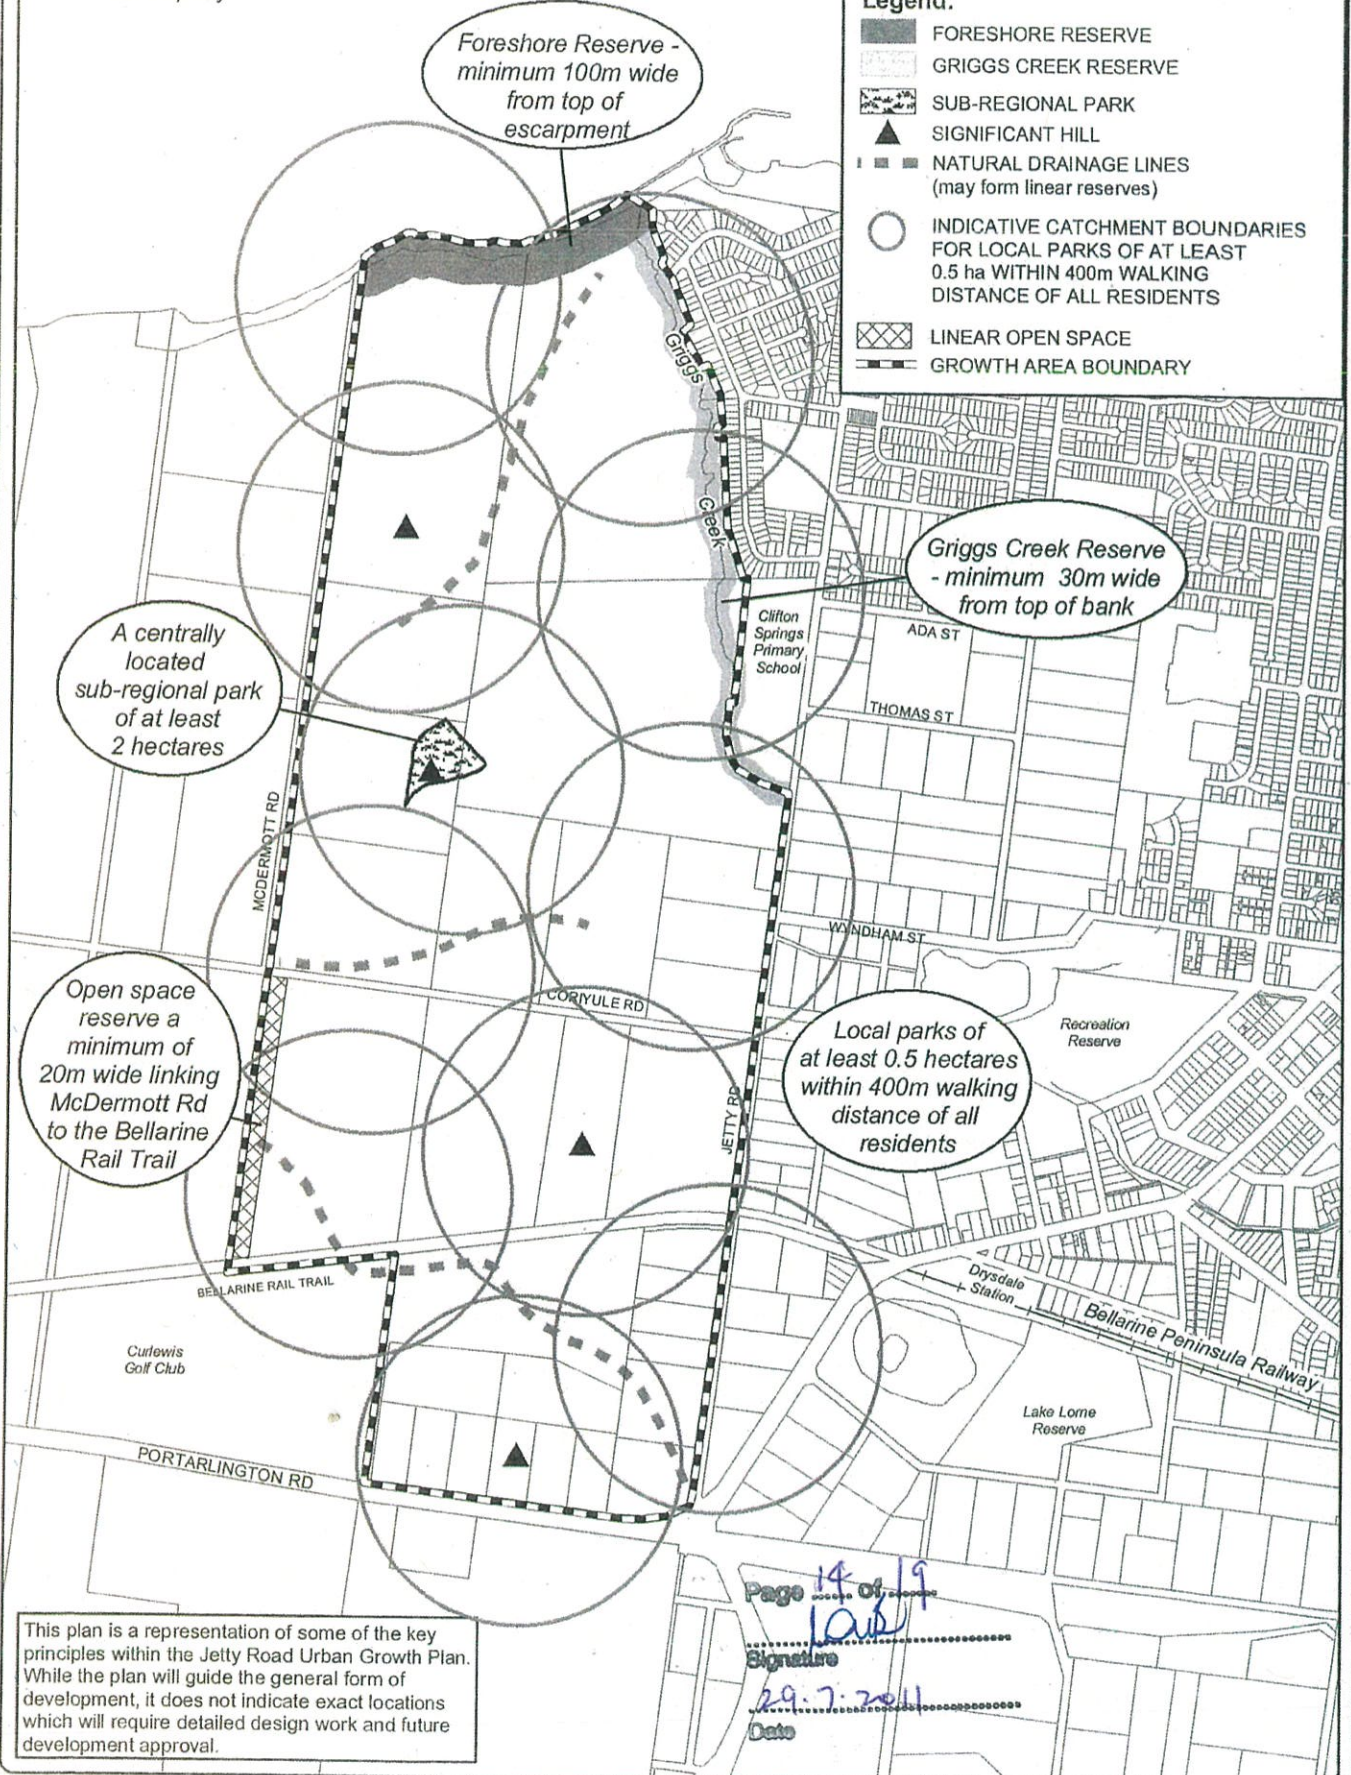 Legend:
FORESHORE RESERVE
GRIGGS CREEK RESERVE
SUB-REGIONAL PARK
SIGNIFICANT HILL
NATURAL DRAINAGE LINES
(may form linear reserves)
INDICATIVE CATCHMENT BOUNDARIES
FOR LOCAL PARKS OF AT LEAST
0.5 ha WITHIN 400m WALKING
DISTANCE OF ALL RESIDENTS
LINEAR OPEN SPACE
GROWTH AREA BOUNDARY
Foreshore Reserve -
minimum 100m wide
from top of
escarpment
Griggs
Creek
Griggs Creek Reserve
- minimum 30m wide
from top of bank
Clifton
Springs
Primary
School
ADA ST
THOMAS ST
A centrally
located
sub-regional park
of at least
2 hectares
MCDERMOTT RD
WYNDHAM ST
CORIYULE RD
Open space
reserve a
minimum of
20m wide linking
McDermott Rd
to the Bellarine
Rail Trail
Local parks of
at least 0.5 hectares
within 400m walking
distance of all
residents
Recreation
Reserve
JETTY RD
BELLARINE RAIL TRAIL
Drysdale
Station
Bellarine Peninsula Railway
Curlewis
Golf Club
Lake Lorne
Reserve
PORTARLINGTON RD
Page 14 of 19
Signature
29.7.2011
Date
This plan is a representation of some of the key
principles within the Jetty Road Urban Growth Plan.
While the plan will guide the general form of
development, it does not indicate exact locations
which will require detailed design work and future
development approval.